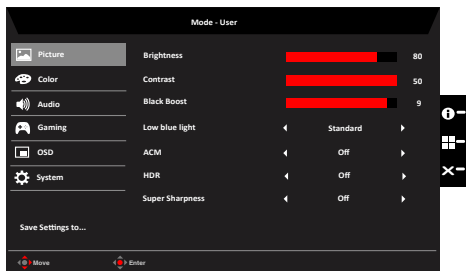 Mode - User
Picture
Brightness 80
Color
Contrast 50
Audio
Black Boost 9
Gaming
Low blue light Standard
OSD
ACM Off
System
HDR Off
Super Sharpness Off
Save Settings to...
Move Enter